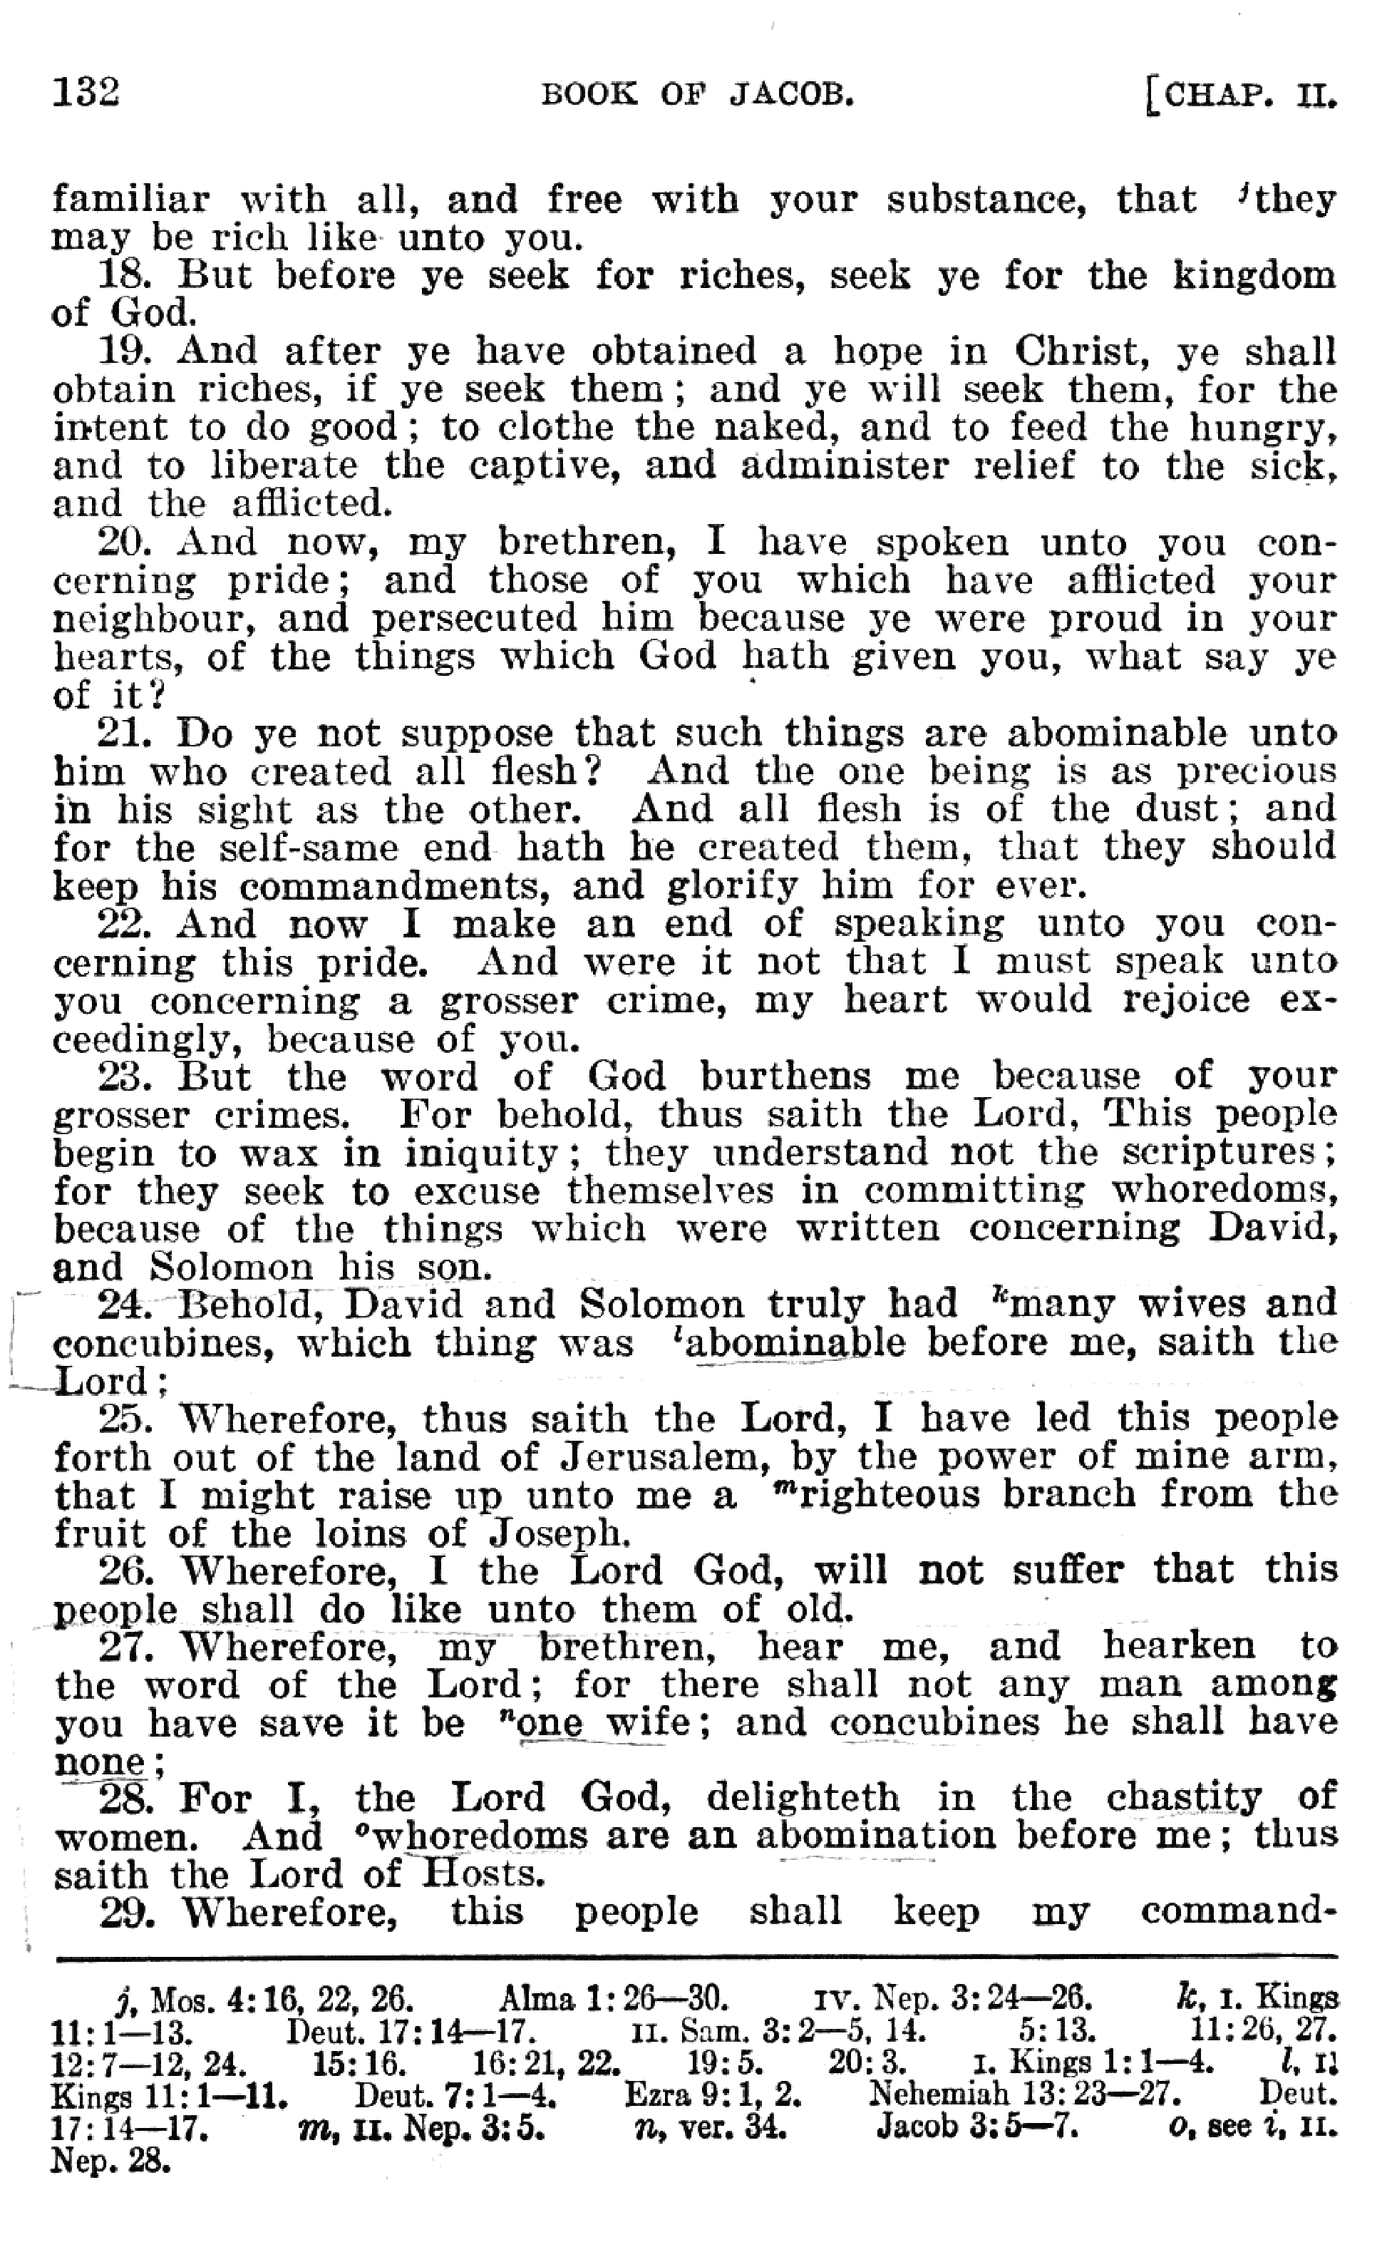 132 BOOK OF JACOB. [CHAP. II.
familiar with all, and free with your substance, that ʲthey
may be rich like unto you.
18. But before ye seek for riches, seek ye for the kingdom
of God.
19. And after ye have obtained a hope in Christ, ye shall
obtain riches, if ye seek them; and ye will seek them, for the
intent to do good; to clothe the naked, and to feed the hungry,
and to liberate the captive, and administer relief to the sick,
and the afflicted.
20. And now, my brethren, I have spoken unto you con-
cerning pride; and those of you which have afflicted your
neighbour, and persecuted him because ye were proud in your
hearts, of the things which God hath given you, what say ye
of it?
21. Do ye not suppose that such things are abominable unto
him who created all flesh? And the one being is as precious
in his sight as the other. And all flesh is of the dust; and
for the self-same end hath he created them, that they should
keep his commandments, and glorify him for ever.
22. And now I make an end of speaking unto you con-
cerning this pride. And were it not that I must speak unto
you concerning a grosser crime, my heart would rejoice ex-
ceedingly, because of you.
23. But the word of God burthens me because of your
grosser crimes. For behold, thus saith the Lord, This people
begin to wax in iniquity; they understand not the scriptures;
for they seek to excuse themselves in committing whoredoms,
because of the things which were written concerning David,
and Solomon his son.
24. Behold, David and Solomon truly had ᵏmany wives and
concubines, which thing was ˡabominable before me, saith the
Lord;
25. Wherefore, thus saith the Lord, I have led this people
forth out of the land of Jerusalem, by the power of mine arm,
that I might raise up unto me a ᵐrighteous branch from the
fruit of the loins of Joseph.
26. Wherefore, I the Lord God, will not suffer that this
people shall do like unto them of old.
27. Wherefore, my brethren, hear me, and hearken to
the word of the Lord; for there shall not any man among
you have save it be ⁿone wife; and concubines he shall have
none;
28. For I, the Lord God, delighteth in the chastity of
women. And ᵒwhoredoms are an abomination before me; thus
saith the Lord of Hosts.
29. Wherefore, this people shall keep my command-
j, Mos. 4:16, 22, 26. Alma 1:26—30. IV. Nep. 3:24—26. k, I. Kings
11:1—13. Deut. 17:14—17. II. Sam. 3:2—5, 14. 5:13. 11:26, 27.
12:7—12, 24. 15:16. 16:21, 22. 19:5. 20:3. I. Kings 1:1—4. l, I
Kings 11:1—11. Deut. 7:1—4. Ezra 9:1, 2. Nehemiah 13:23—27. Deut.
17:14—17. m, II. Nep. 3:5. n, ver. 34. Jacob 3:5—7. o, see i, II.
Nep. 28.